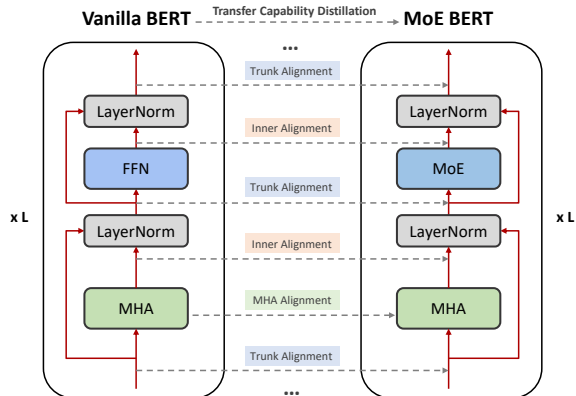 Vanilla BERT
Transfer Capability Distillation
MoE BERT
...
Trunk Alignment
LayerNorm
LayerNorm
Inner Alignment
FFN
MoE
Trunk Alignment
x L
LayerNorm
LayerNorm
x L
Inner Alignment
MHA
MHA Alignment
MHA
Trunk Alignment
...